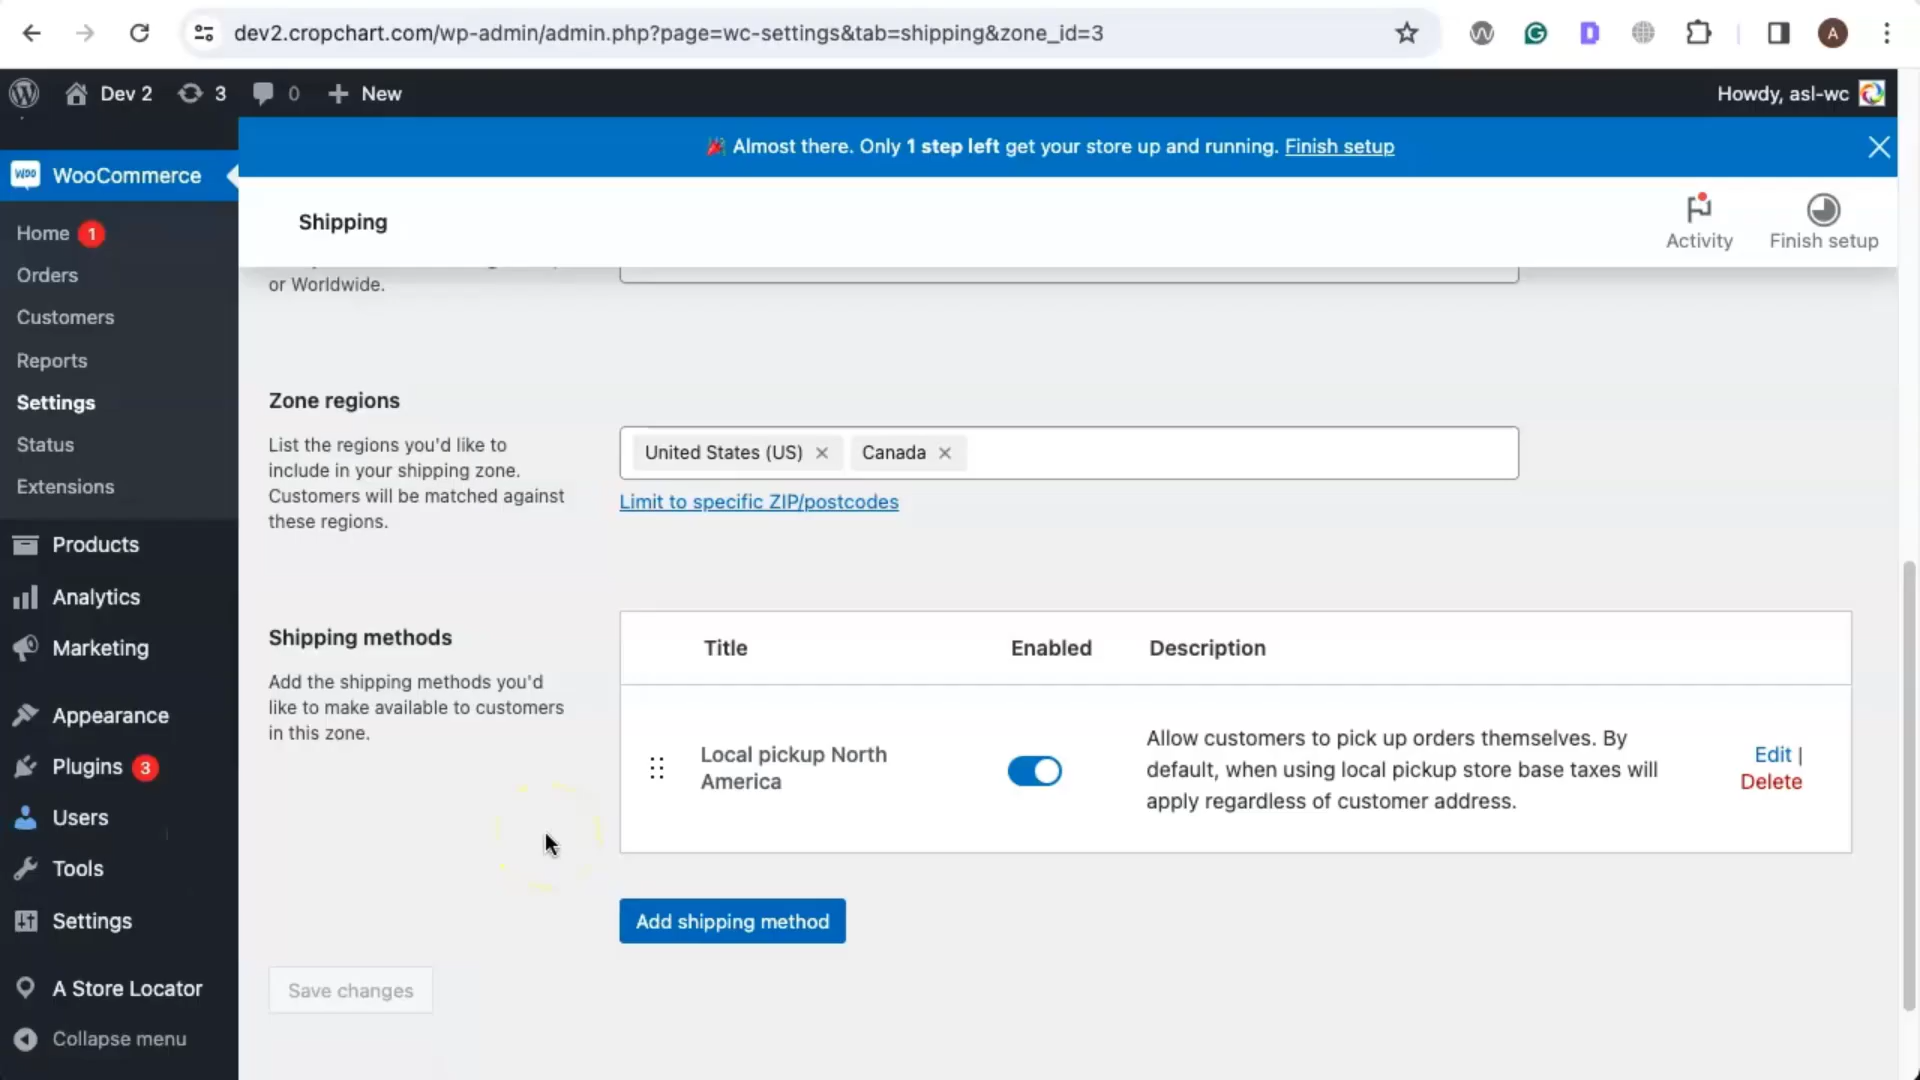 dev2.cropchart.com/wp-admin/admin.php?page=wc-settings&tab=shipping&zone_id=3
A
Dev 2
3
0
New
Howdy, asl-wc
Almost there. Only 1 step left get your store up and running. Finish setup
WooCommerce
Home 1
Orders
Customers
Reports
Settings
Status
Extensions
Products
Analytics
Marketing
Appearance
Plugins 3
Users
Tools
Settings
A Store Locator
Collapse menu
Shipping
Activity
Finish setup
or Worldwide.
Zone regions
List the regions you'd like to
include in your shipping zone.
Customers will be matched against
these regions.
United States (US) × Canada ×
Limit to specific ZIP/postcodes
Shipping methods
Add the shipping methods you'd
like to make available to customers
in this zone.
Title Enabled Description
Local pickup North
America
Allow customers to pick up orders themselves. By
default, when using local pickup store base taxes will
apply regardless of customer address.
Edit |
Delete
Add shipping method
Save changes